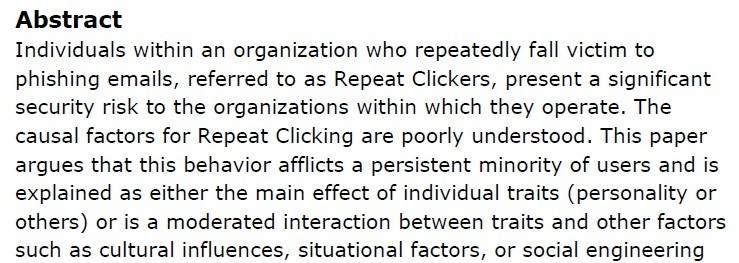 Abstract
Individuals within an organization who repeatedly fall victim to
phishing emails, referred to as Repeat Clickers, present a significant
security risk to the organizations within which they operate. The
causal factors for Repeat Clicking are poorly understood. This paper
argues that this behavior afflicts a persistent minority of users and is
explained as either the main effect of individual traits (personality or
others) or is a moderated interaction between traits and other factors
such as cultural influences, situational factors, or social engineering